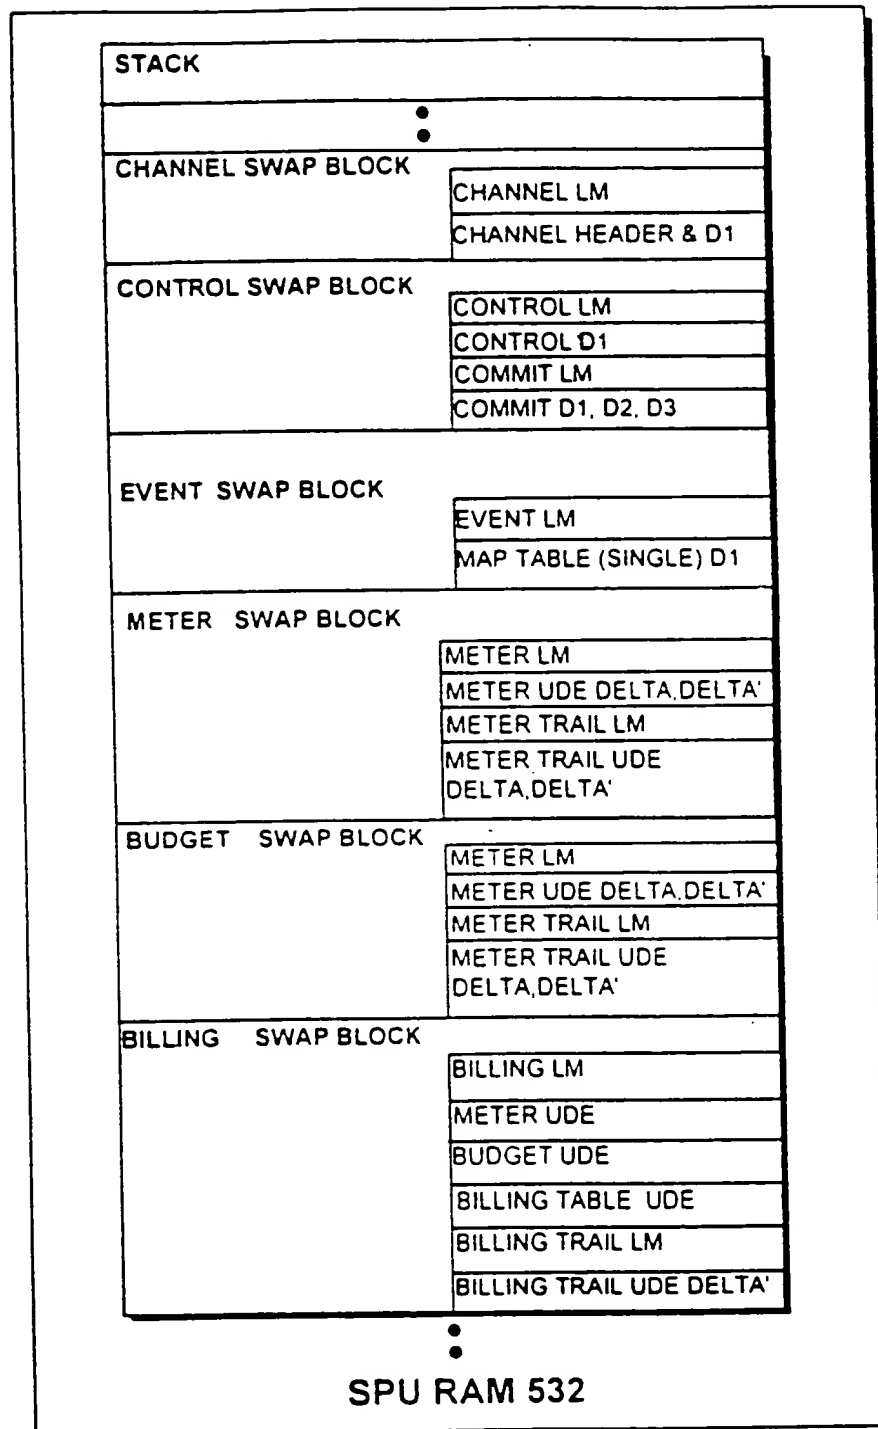 STACK
CHANNEL SWAP BLOCK
CHANNEL LM
CHANNEL HEADER & D1
CONTROL SWAP BLOCK
CONTROL LM
CONTROL D1
COMMIT LM
COMMIT D1, D2, D3
EVENT SWAP BLOCK
EVENT LM
MAP TABLE (SINGLE) D1
METER SWAP BLOCK
METER LM
METER UDE DELTA,DELTA'
METER TRAIL LM
METER TRAIL UDE
DELTA,DELTA'
BUDGET SWAP BLOCK
METER LM
METER UDE DELTA,DELTA'
METER TRAIL LM
METER TRAIL UDE
DELTA,DELTA'
BILLING SWAP BLOCK
BILLING LM
METER UDE
BUDGET UDE
BILLING TABLE UDE
BILLING TRAIL LM
BILLING TRAIL UDE DELTA'
SPU RAM 532